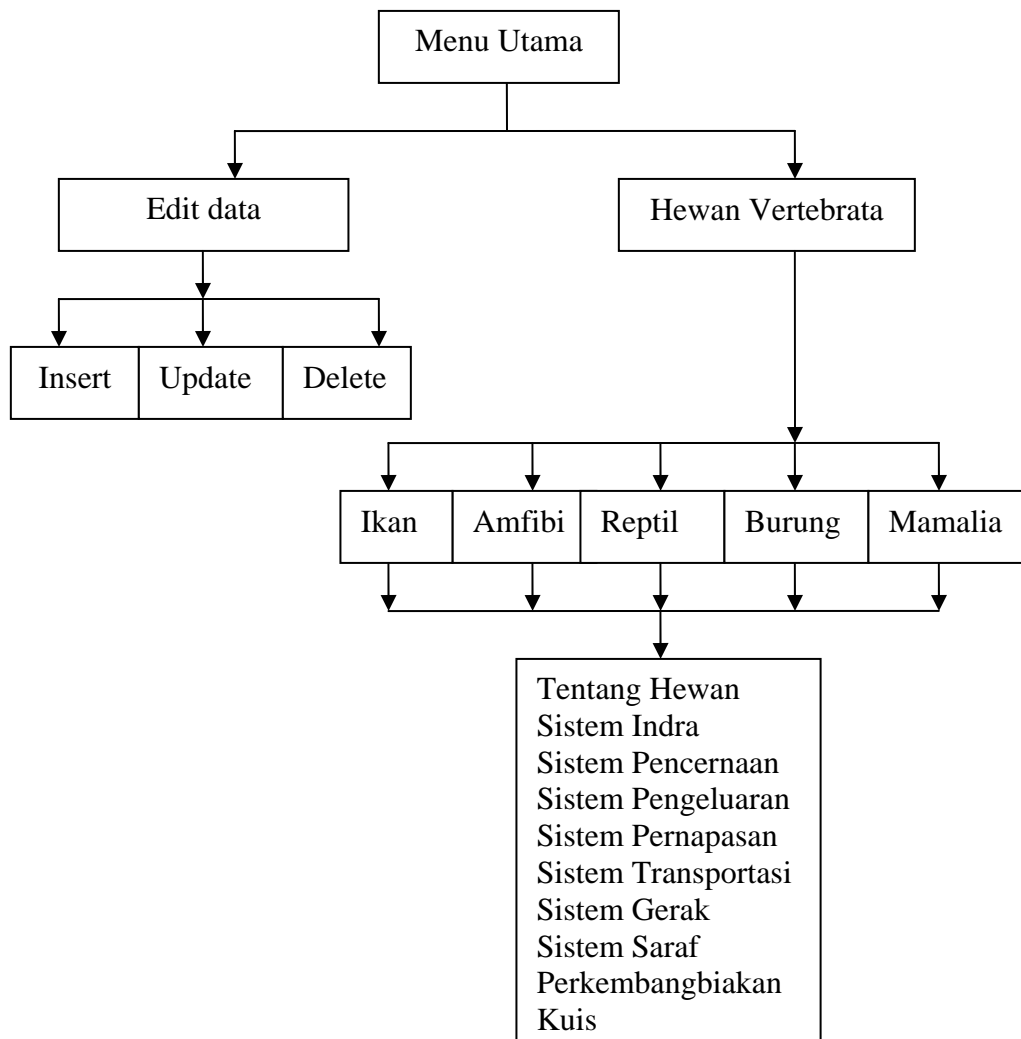 Menu Utama
Edit data
Hewan Vertebrata
Insert
Update
Delete
Ikan
Amfibi
Reptil
Burung
Mamalia
Tentang Hewan
Sistem Indra
Sistem Pencernaan
Sistem Pengeluaran
Sistem Pernapasan
Sistem Transportasi
Sistem Gerak
Sistem Saraf
Perkembangbiakan
Kuis